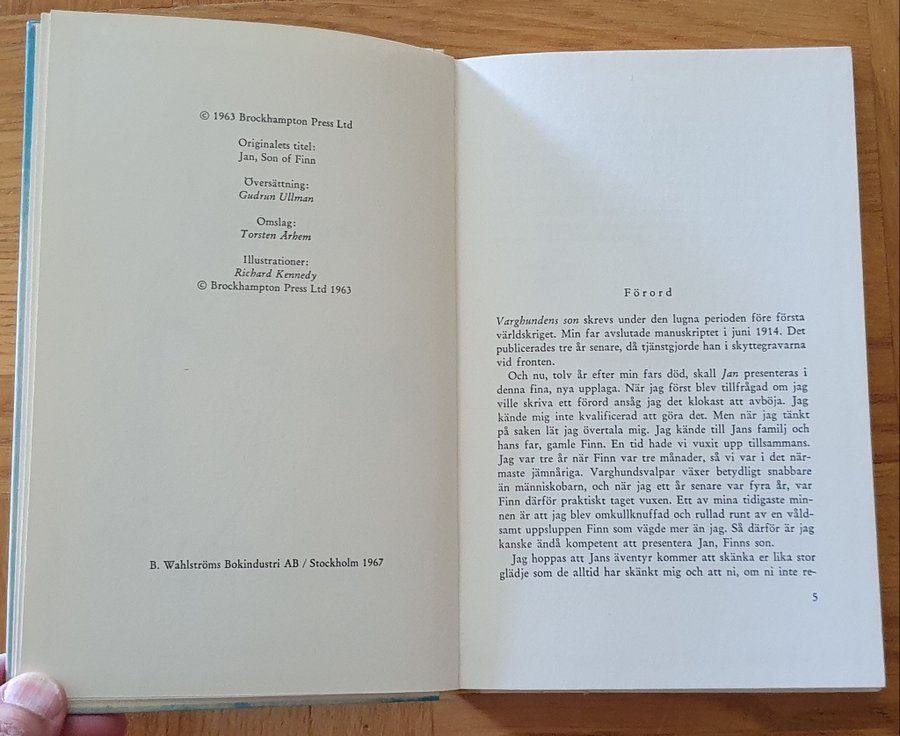 © 1963 Brockhampton Press Ltd
Originalets titel:
Jan, Son of Finn
Översättning:
Gudrun Ullman
Omslag:
Torsten Århem
Illustrationer:
Richard Kennedy
© Brockhampton Press Ltd 1963
B. Wahlströms Bokindustri AB / Stockholm 1967
Förord
Varghundens son skrevs under den lugna perioden före första
världskriget. Min far avslutade manuskriptet i juni 1914. Det
publicerades tre år senare, då tjänstgjorde han i skyttegravarna
vid fronten.
Och nu, tolv år efter min fars död, skall Jan presenteras i
denna fina, nya upplaga. När jag först blev tillfrågad om jag
ville skriva ett förord ansåg jag det klokast att avböja. Jag
kände mig inte kvalificerad att göra det. Men när jag tänkt
på saken lät jag övertala mig. Jag kände till Jans familj och
hans far, gamle Finn. En tid hade vi vuxit upp tillsammans.
Jag var tre år när Finn var tre månader, så vi var i det när-
maste jämnåriga. Varghundsvalpar växer betydligt snabbare
än människobarn, och när jag ett år senare var fyra år, var
Finn därför praktiskt taget vuxen. Ett av mina tidigaste min-
nen är att jag blev omkullknuffad och rullad runt av en våld-
samt uppsluppen Finn som vägde mer än jag. Så därför är jag
kanske ändå kompetent att presentera Jan, Finns son.
Jag hoppas att Jans äventyr kommer att skänka er lika stor
glädje som de alltid har skänkt mig och att ni, om ni inte re-
5